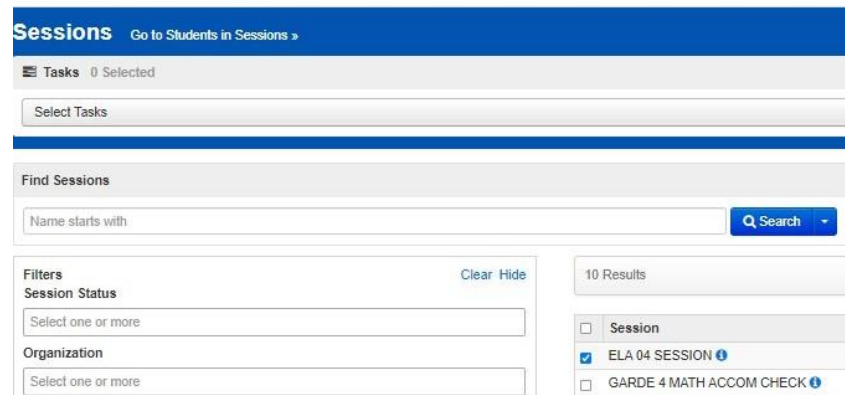 Sessions Go to Students in Sessions »
Tasks 0 Selected
Select Tasks
Find Sessions
Name starts with
Search
Filters Clear Hide
Session Status
Select one or more
Organization
Select one or more
10 Results
Session
ELA 04 SESSION
GARDE 4 MATH ACCOM CHECK